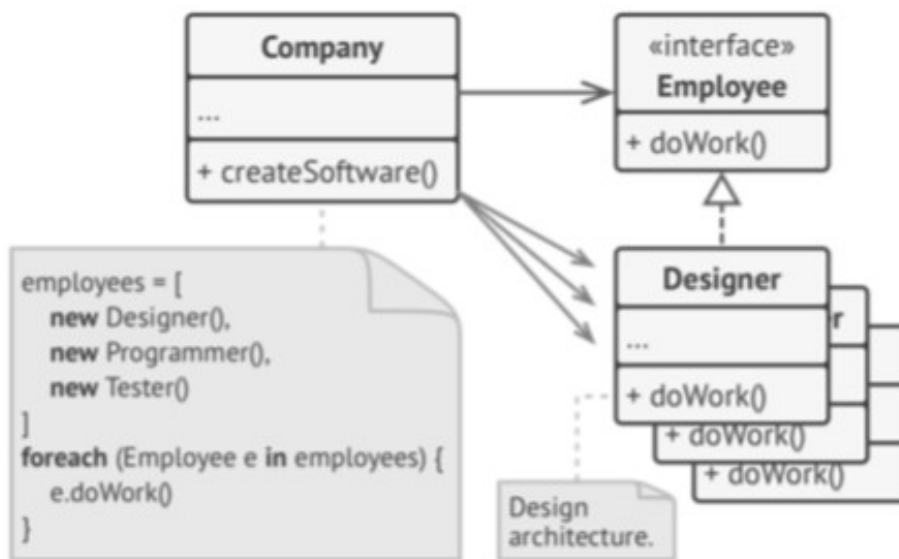 Company
...
+ createSoftware()
«interface»
Employee
+ doWork()
employees = [
new Designer(),
new Programmer(),
new Tester()
]
foreach (Employee e in employees) {
e.doWork()
}
Designer
...
+ doWork()
r
+ doWork()
+ doWork()
Design
architecture.